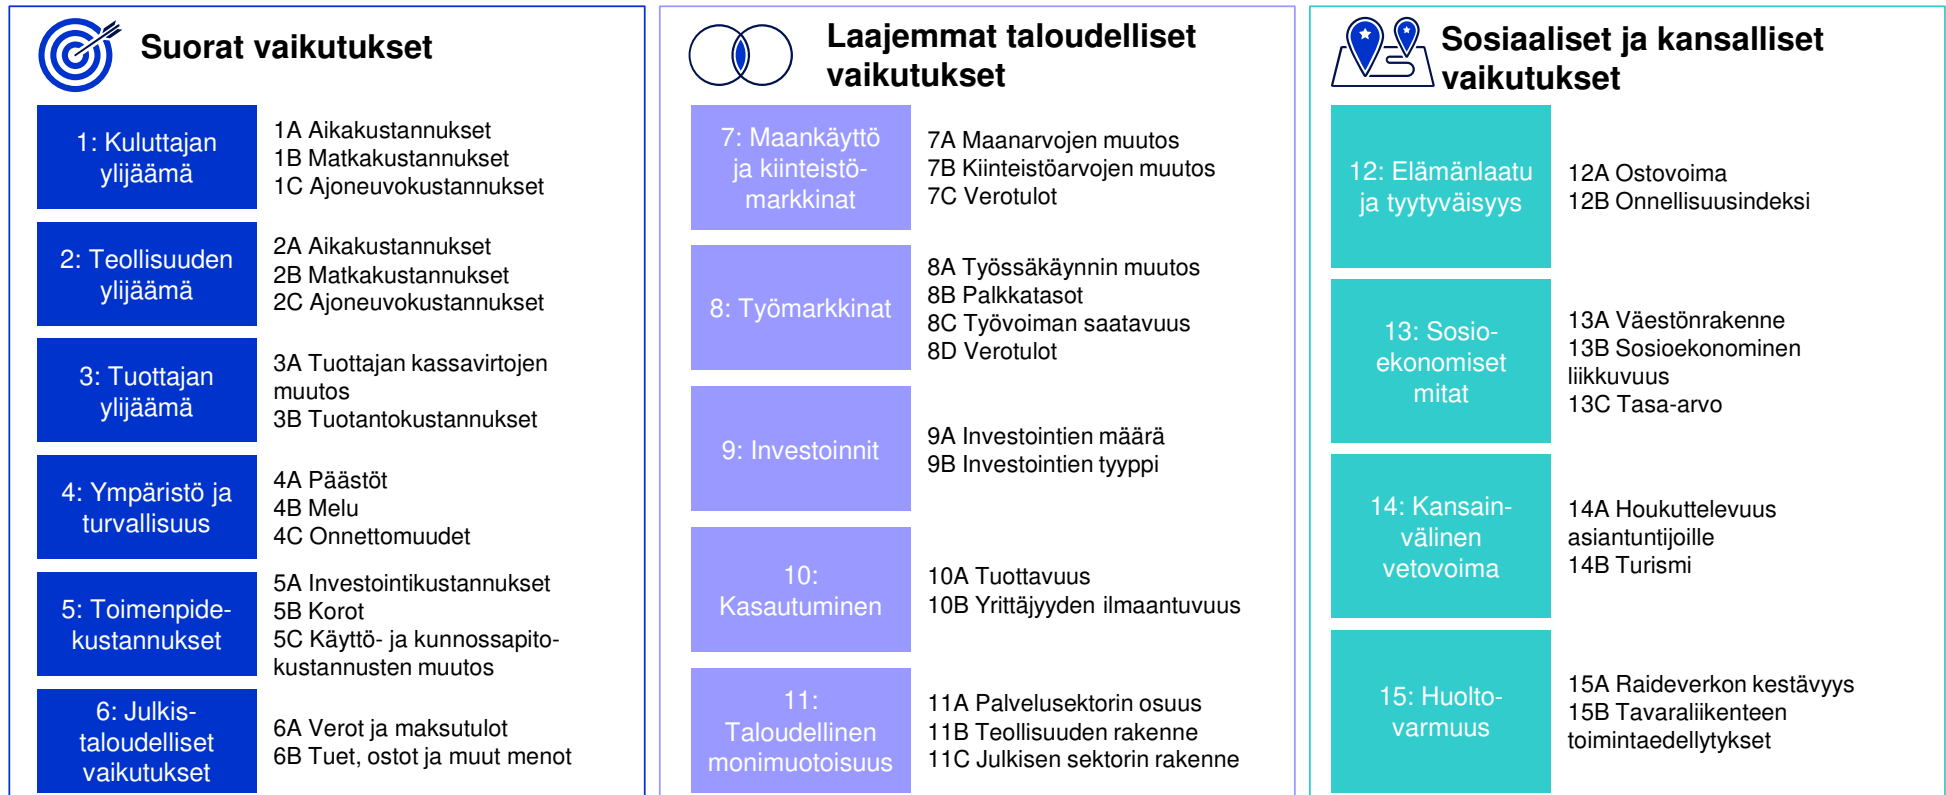 Suorat vaikutukset
1: Kuluttajan
ylijäämä
1A Aikakustannukset
1B Matkakustannukset
1C Ajoneuvokustannukset
2: Teollisuuden
ylijäämä
2A Aikakustannukset
2B Matkakustannukset
2C Ajoneuvokustannukset
3: Tuottajan
ylijäämä
3A Tuottajan kassavirtojen
muutos
3B Tuotantokustannukset
4: Ympäristö ja
turvallisuus
4A Päästöt
4B Melu
4C Onnettomuudet
5: Toimenpide-
kustannukset
5A Investointikustannukset
5B Korot
5C Käyttö- ja kunnossapito-
kustannusten muutos
6: Julkis-
taloudelliset
vaikutukset
6A Verot ja maksutulot
6B Tuet, ostot ja muut menot
Laajemmat taloudelliset
vaikutukset
7: Maankäyttö
ja kiinteistö-
markkinat
7A Maanarvojen muutos
7B Kiinteistöarvojen muutos
7C Verotulot
8: Työmarkkinat
8A Työssäkäynnin muutos
8B Palkkatasot
8C Työvoiman saatavuus
8D Verotulot
9: Investoinnit
9A Investointien määrä
9B Investointien tyyppi
10:
Kasautuminen
10A Tuottavuus
10B Yrittäjyyden ilmaantuvuus
11:
Taloudellinen
monimuotoisuus
11A Palvelusektorin osuus
11B Teollisuuden rakenne
11C Julkisen sektorin rakenne
Sosiaaliset ja kansalliset
vaikutukset
12: Elämänlaatu
ja tyytyväisyys
12A Ostovoima
12B Onnellisuusindeksi
13: Sosio-
ekonomiset
mitat
13A Väestönrakenne
13B Sosioekonominen
liikkuvuus
13C Tasa-arvo
14: Kansain-
välinen
vetovoima
14A Houkuttelevuus
asiantuntijoille
14B Turismi
15: Huolto-
varmuus
15A Raideverkon kestävyys
15B Tavaraliikenteen
toimintaedellytykset